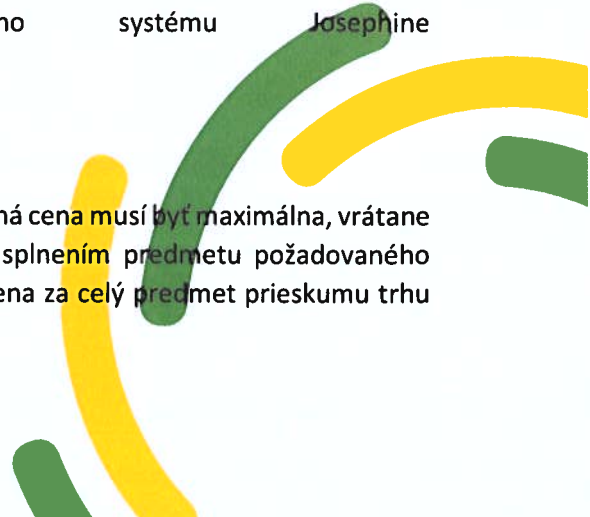 no systému Josephine
ná cena musí byť maximálna, vrátane
splnením predmetu požadovaného
ena za celý predmet prieskumu trhu